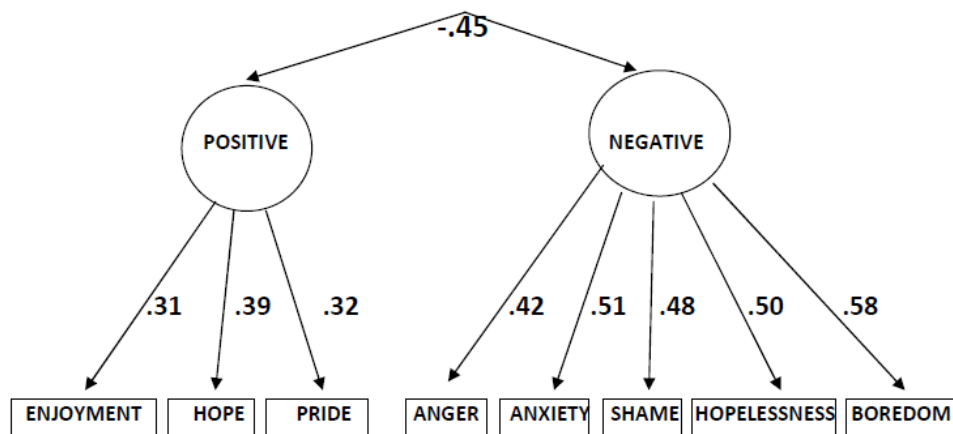 -.45
POSITIVE
NEGATIVE
.31 .39 .32 .42 .51 .48 .50 .58
ENJOYMENT HOPE PRIDE ANGER ANXIETY SHAME HOPELESSNESS BOREDOM